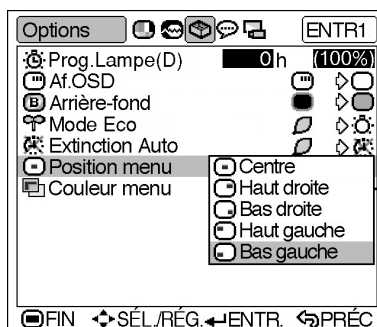 Options ENTR1
Prog.Lampe(D) 0 h (100%)
Af.OSD
B Arrière-fond
Mode Eco
Extinction Auto
Position menu
Centre
Couleur menu
Haut droite
Bas droite
Haut gauche
Bas gauche
FIN SÉL./RÉG. ENTR. PRÉC